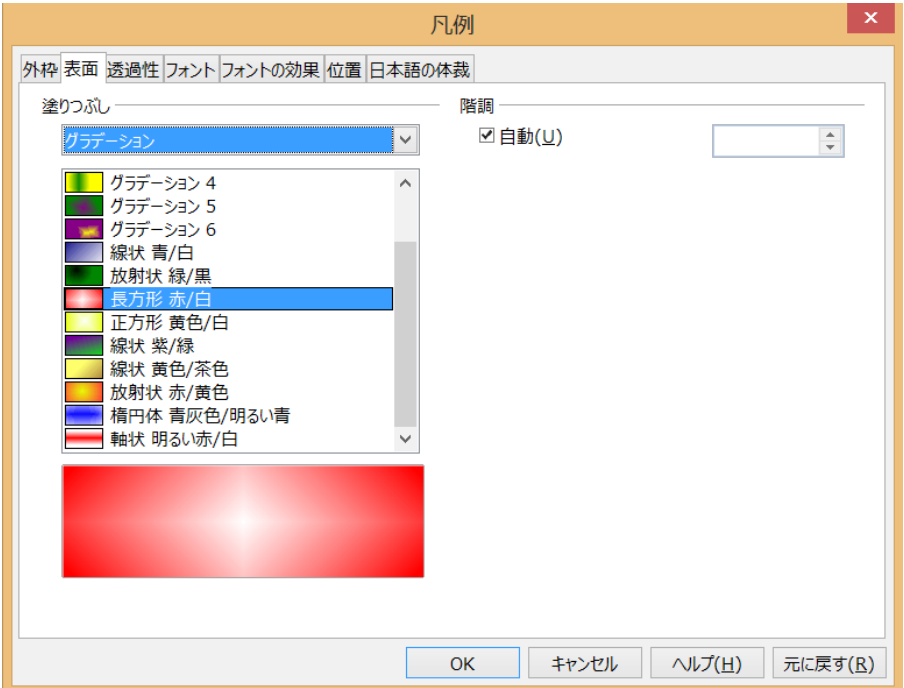 凡例
外枠 表面 透過性 フォント フォントの効果 位置 日本語の体裁
塗りつぶし
グラデーション
グラデーション 4
グラデーション 5
グラデーション 6
線状 青/白
放射状 緑/黒
長方形 赤/白
正方形 黄色/白
線状 紫/緑
線状 黄色/茶色
放射状 赤/黄色
楕円体 青灰色/明るい青
軸状 明るい赤/白
階調
自動(U)
OK キャンセル ヘルプ(H) 元に戻す(R)